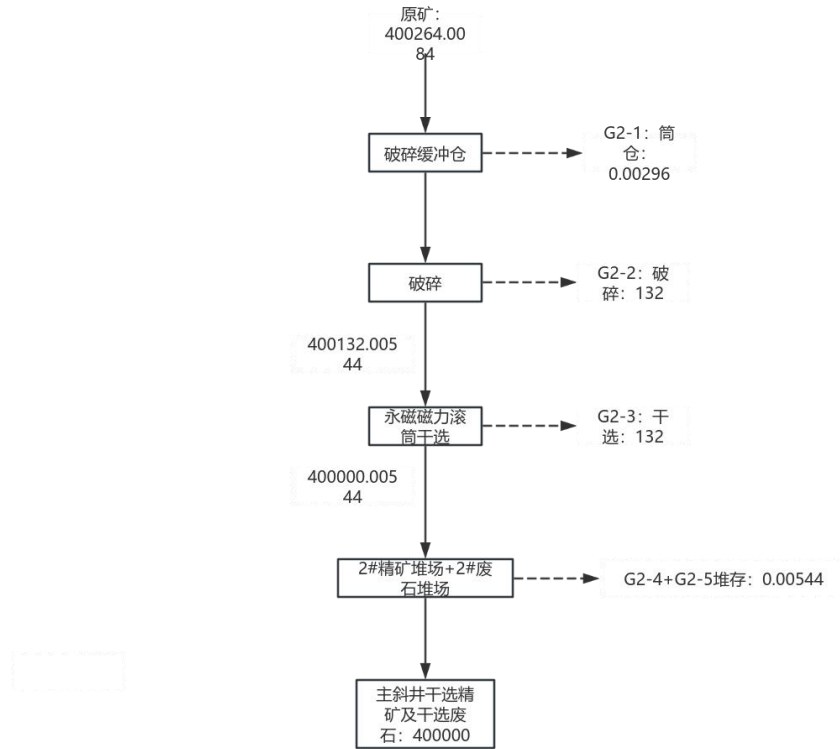 原矿：
400264.00
84
破碎缓冲仓
G2-1：筒
仓：
0.00296
破碎
G2-2：破
碎：132
400132.005
44
永磁磁力滚
筒干选
G2-3：干
选：132
400000.005
44
2#精矿堆场+2#废
石堆场
G2-4+G2-5堆存：0.00544
主斜井干选精
矿及干选废
石：400000